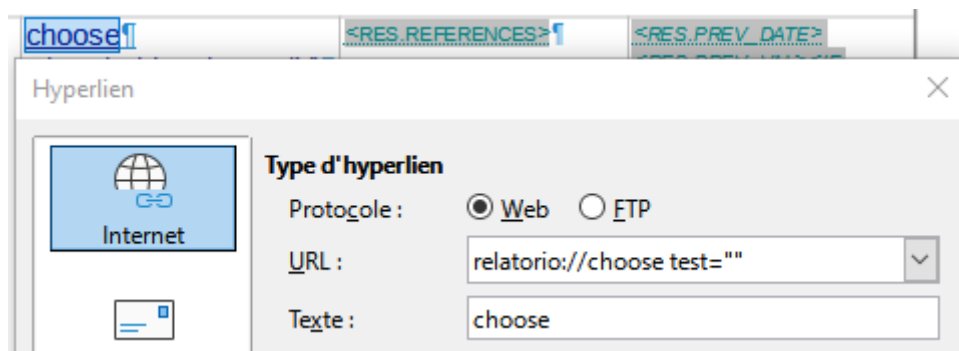 choose¶ <RES.REFERENCES>¶ <RES.PREV_DATE>
Hyperlien
Type d'hyperlien
Protocole : Web FTP
Internet
URL : relatorio://choose test=""
Texte : choose